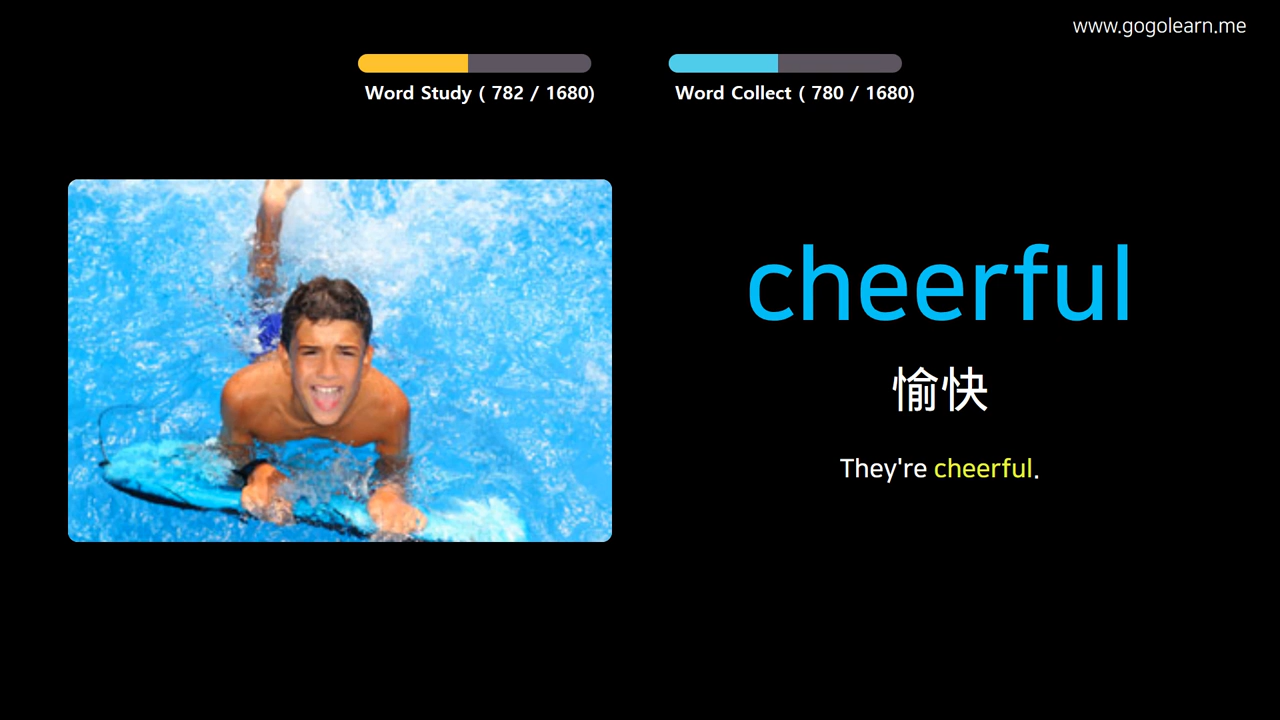 www.gogolearn.me
Word Study ( 782 / 1680)
Word Collect ( 780 / 1680)
cheerful
愉快
They're cheerful.